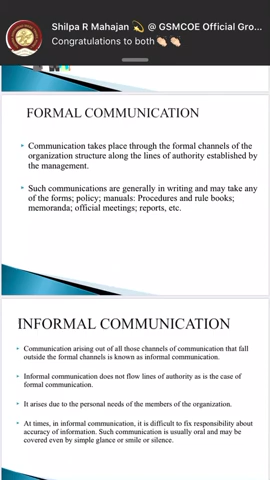 Shilpa R Mahajan 💫 @ GSMCOE Official Gro...
Congratulations to both👏🏻👏🏻
FORMAL COMMUNICATION
Communication takes place through the formal channels of the
organization structure along the lines of authority established by
the management.
Such communications are generally in writing and may take any
of the forms; policy; manuals: Procedures and rule books;
memoranda; official meetings; reports, etc.
INFORMAL COMMUNICATION
Communication arising out of all those channels of communication that fall
outside the formal channels is known as informal communication.
Informal communication does not flow lines of authority as is the case of
formal communication.
It arises due to the personal needs of the members of the organization.
At times, in informal communication, it is difficult to fix responsibility about
accuracy of information. Such communication is usually oral and may be
covered even by simple glance or smile or silence.